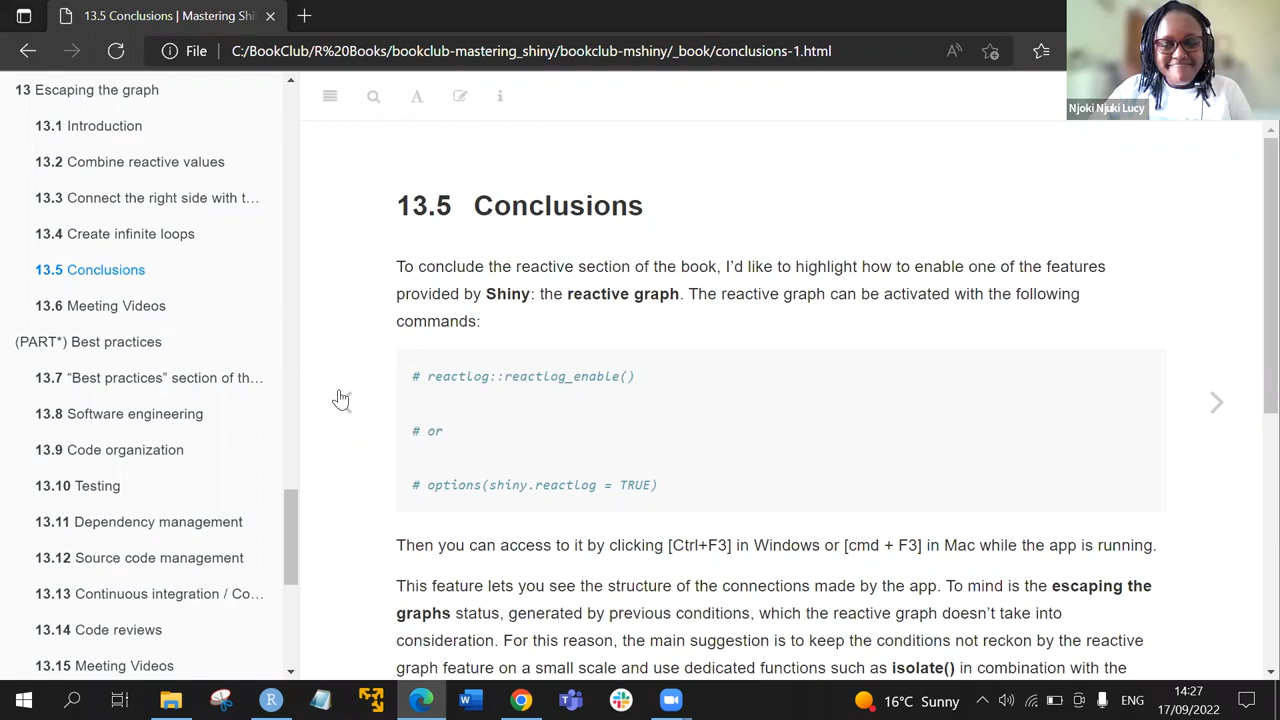 13.5 Conclusions | Mastering Shi
File
C:/BookClub/R%20Books/bookclub-mastering_shiny/bookclub-mshiny/_book/conclusions-1.html
Njoki Njuki Lucy
13 Escaping the graph
13.1 Introduction
13.2 Combine reactive values
13.3 Connect the right side with t…
13.4 Create infinite loops
13.5 Conclusions
13.6 Meeting Videos
(PART*) Best practices
13.7 “Best practices” section of th…
13.8 Software engineering
13.9 Code organization
13.10 Testing
13.11 Dependency management
13.12 Source code management
13.13 Continuous integration / Co…
13.14 Code reviews
13.15 Meeting Videos
13.5 Conclusions
To conclude the reactive section of the book, I’d like to highlight how to enable one of the features
provided by Shiny: the reactive graph. The reactive graph can be activated with the following
commands:
# reactlog::reactlog_enable()
# or
# options(shiny.reactlog = TRUE)
Then you can access to it by clicking [Ctrl+F3] in Windows or [cmd + F3] in Mac while the app is running.
This feature lets you see the structure of the connections made by the app. To mind is the escaping the
graphs status, generated by previous conditions, which the reactive graph doesn’t take into
consideration. For this reason, the main suggestion is to keep the conditions not reckon by the reactive
graph feature on a small scale and use dedicated functions such as isolate() in combination with the
16°C Sunny
ENG
14:27
17/09/2022